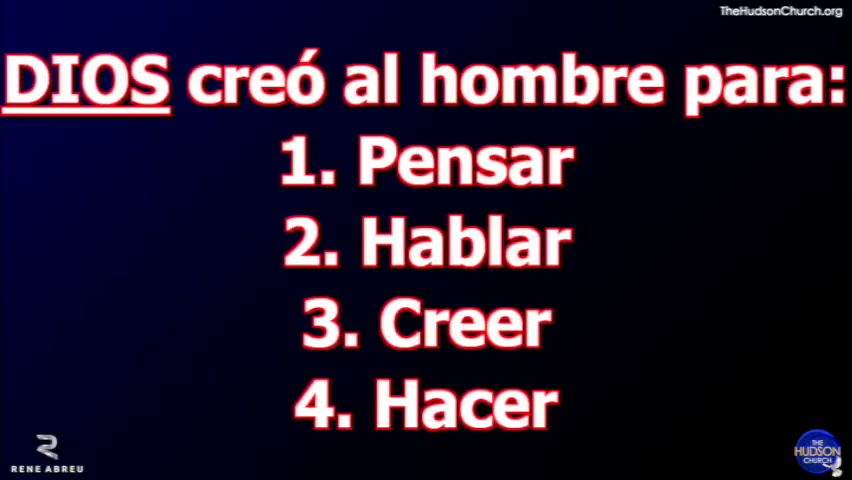 TheHudsonChurch.org
DIOS creó al hombre para:
1. Pensar
2. Hablar
3. Creer
4. Hacer
RENE ABREU
THE
HUDSON
CHURCH